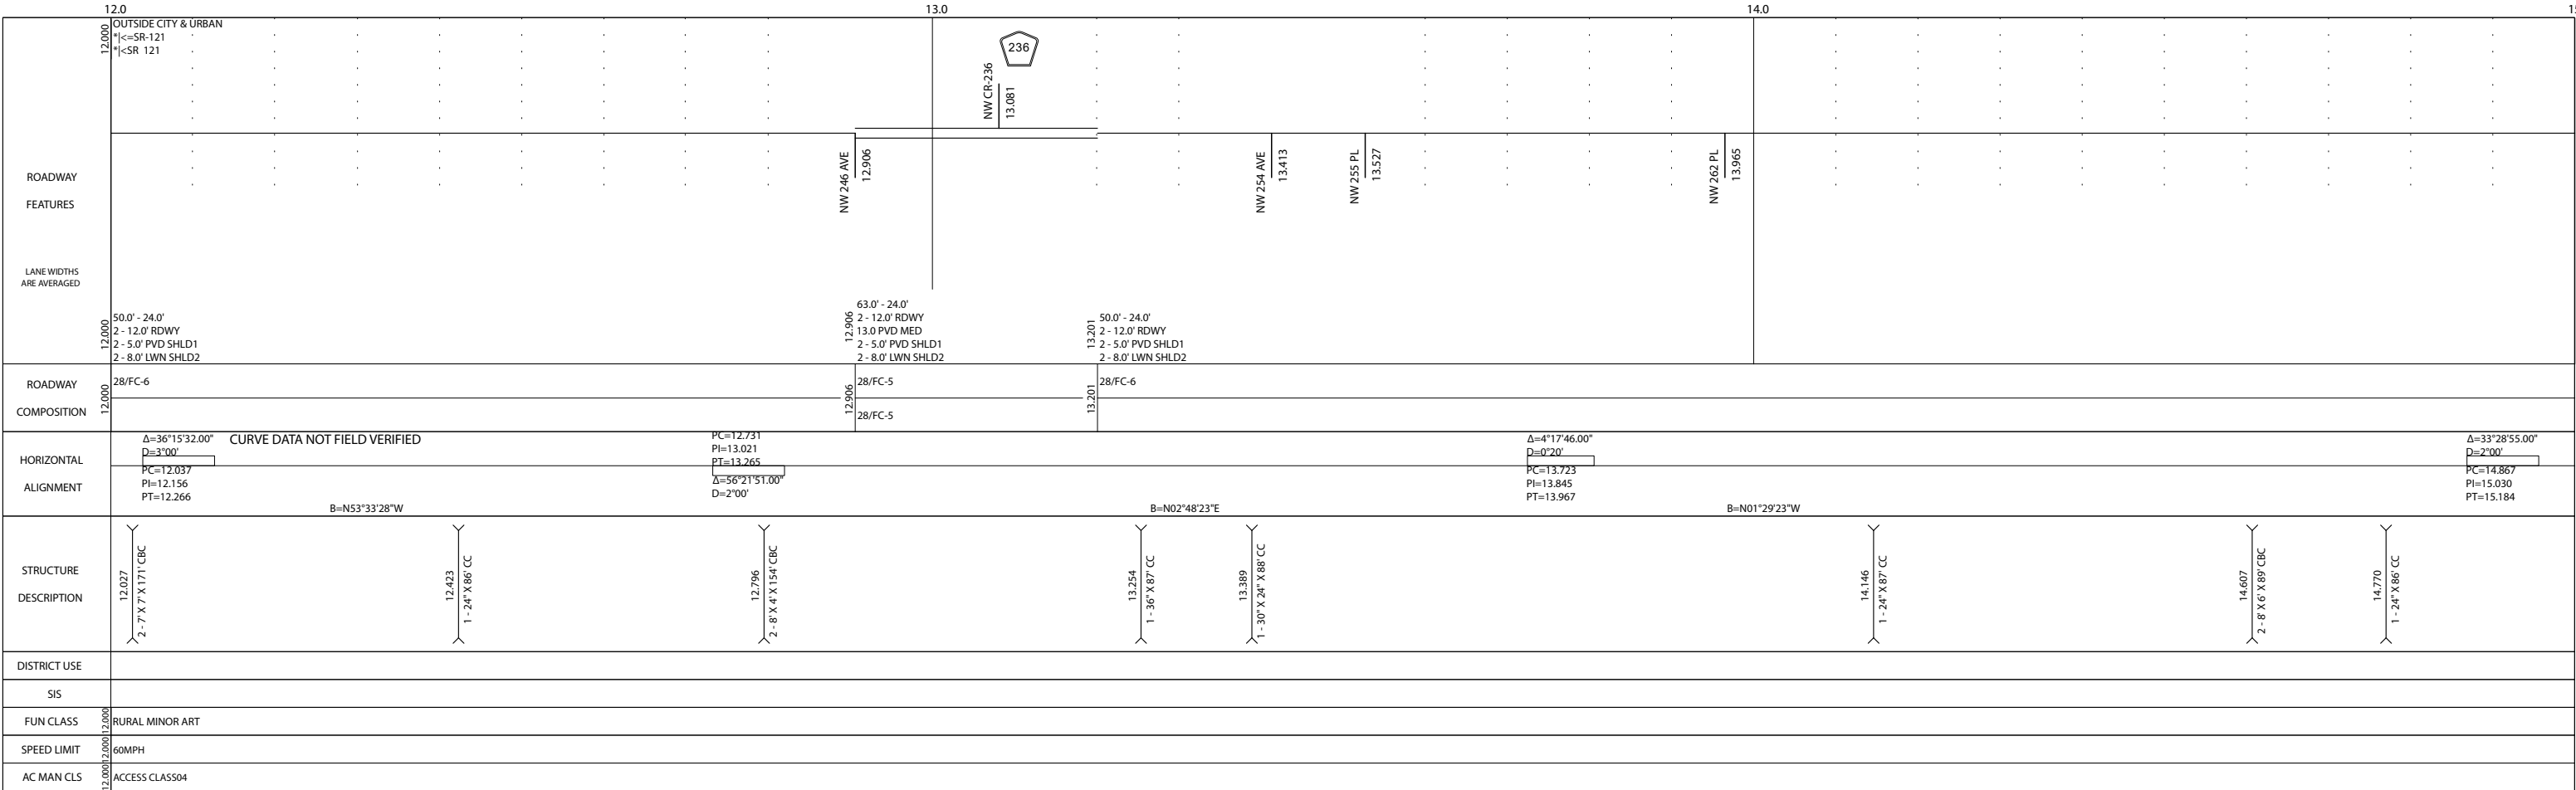 12.0
13.0
14.0
12.000
OUTSIDE CITY & URBAN
*|<=SR-121
*|<SR 121
236
NW CR-236
13.081
NW 246 AVE
12.906
NW 254 AVE
13.413
NW 255 PL
13.527
NW 262 PL
13.965
ROADWAY
FEATURES
LANE WIDTHS
ARE AVERAGED
12.000
50.0' - 24.0'
2 - 12.0' RDWY
2 - 5.0' PVD SHLD1
2 - 8.0' LWN SHLD2
12.906
63.0' - 24.0'
2 - 12.0' RDWY
13.0 PVD MED
2 - 5.0' PVD SHLD1
2 - 8.0' LWN SHLD2
13.201
50.0' - 24.0'
2 - 12.0' RDWY
2 - 5.0' PVD SHLD1
2 - 8.0' LWN SHLD2
ROADWAY
COMPOSITION
12.000
28/FC-6
12.906
28/FC-5
28/FC-5
13.201
28/FC-6
HORIZONTAL
ALIGNMENT
Δ=36°15'32.00"
D=3°00'
PC=12.037
PI=12.156
PT=12.266
CURVE DATA NOT FIELD VERIFIED
B=N53°33'28"W
PC=12.731
PI=13.021
PT=13.265
Δ=56°21'51.00"
D=2°00'
B=N02°48'23"E
Δ=4°17'46.00"
D=0°20'
PC=13.723
PI=13.845
PT=13.967
B=N01°29'23"W
Δ=33°28'55.00"
D=2°00'
PC=14.867
PI=15.030
PT=15.184
STRUCTURE
DESCRIPTION
12.027
2 - 7' X 7' X 171' CBC
12.423
1 - 24" X 86' CC
12.796
2 - 8' X 4' X 154' CBC
13.254
1 - 36" X 87' CC
13.389
1 - 30" X 24" X 88' CC
14.146
1 - 24" X 87' CC
14.607
2 - 8' X 6' X 89' CBC
14.770
1 - 24" X 86' CC
DISTRICT USE
SIS
FUN CLASS
12.000
RURAL MINOR ART
SPEED LIMIT
12.000
60MPH
AC MAN CLS
12.000
ACCESS CLASS04